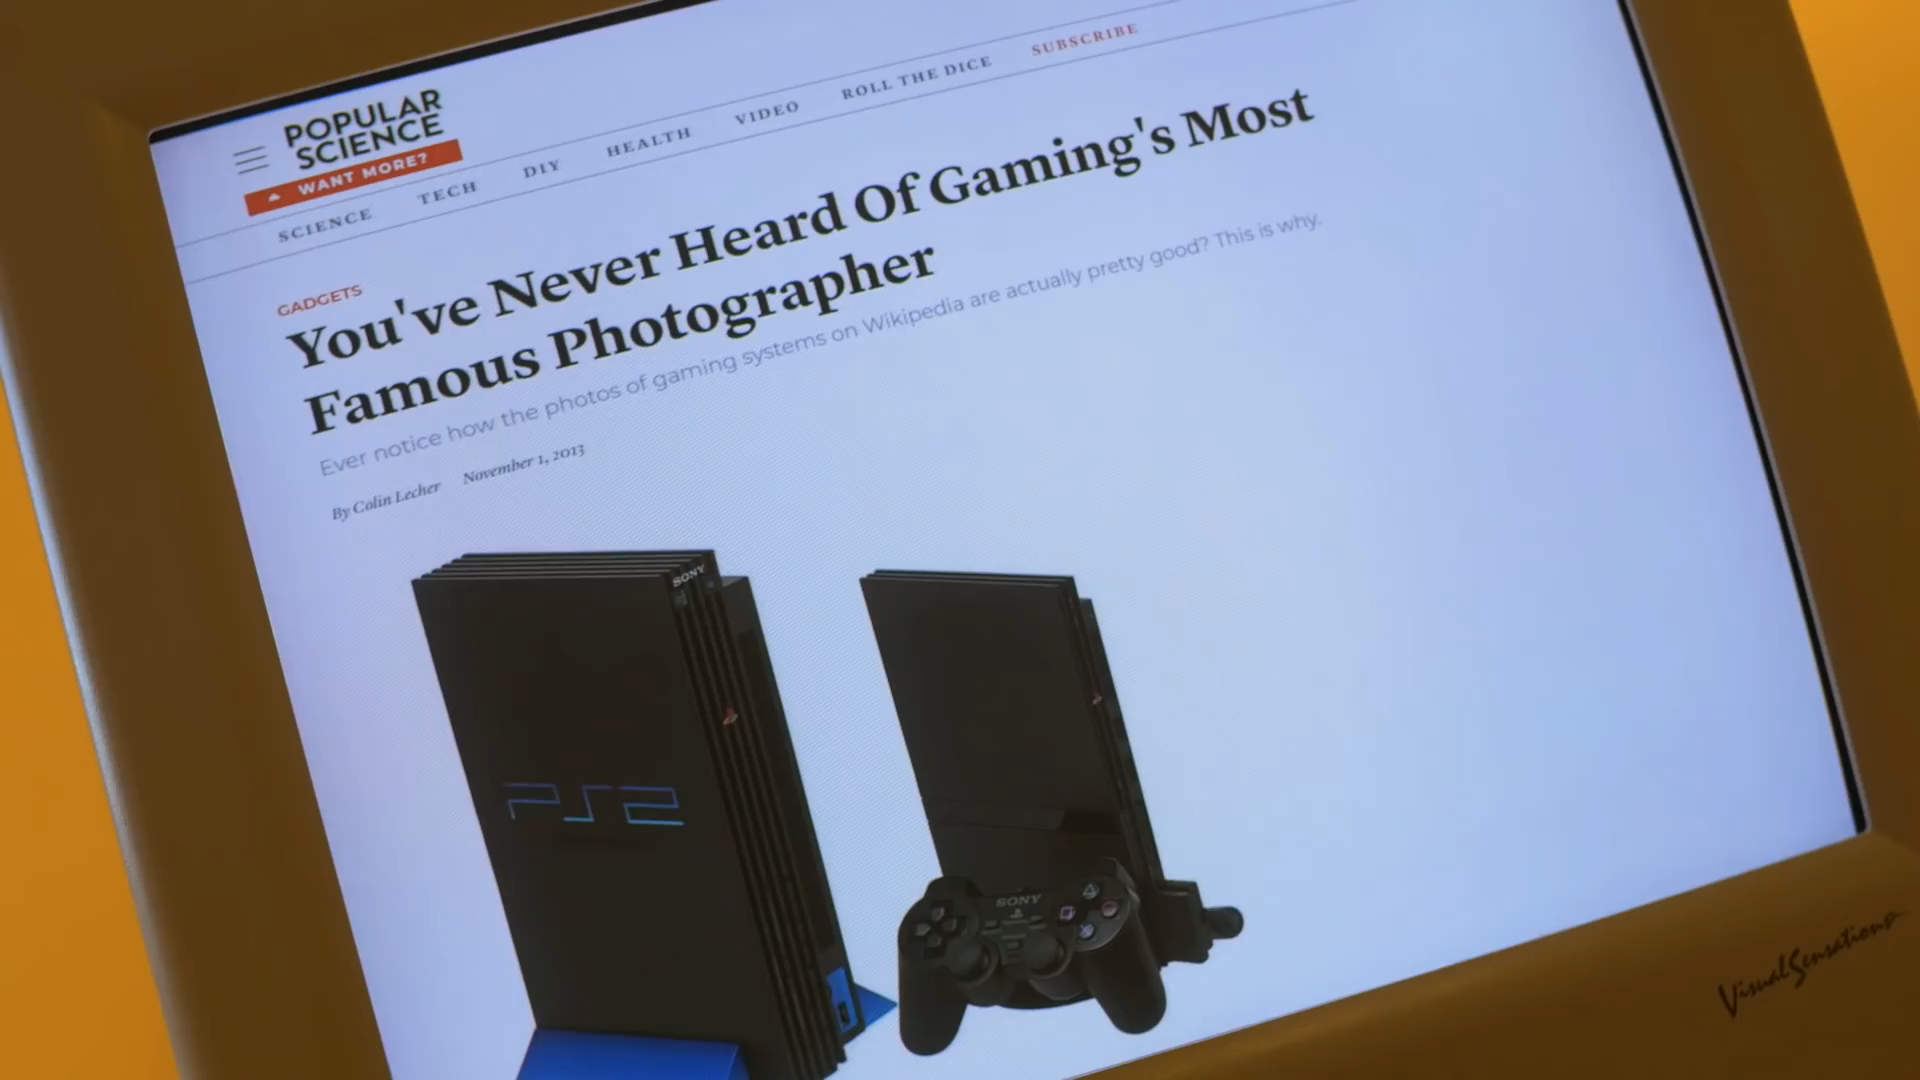 POPULAR
SCIENCE
WANT MORE?
SCIENCE TECH DIY HEALTH VIDEO ROLL THE DICE SUBSCRIBE
GADGETS
You've Never Heard Of Gaming's Most
Famous Photographer
Ever notice how the photos of gaming systems on Wikipedia are actually pretty good? This is why.
By Colin Lecher November 1, 2013
SONY
PS2
SONY
VisualSensations